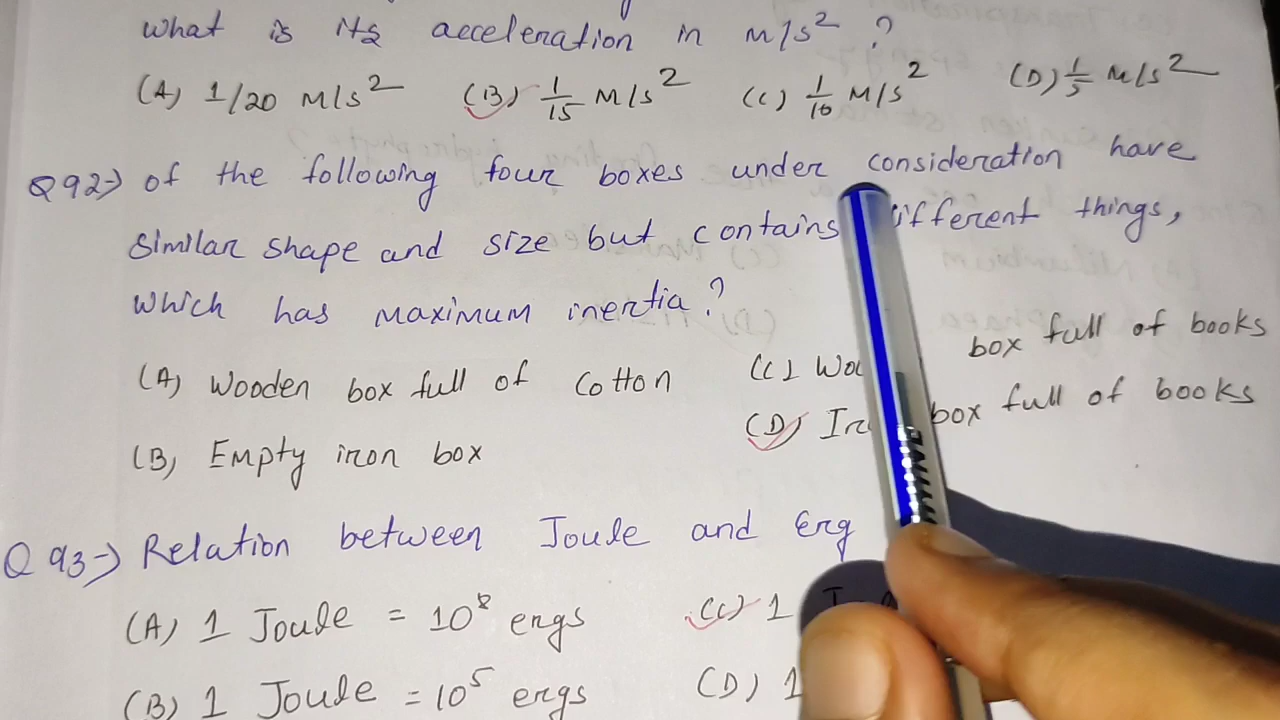 what is its acceleration in m/s² ?
(A) 1/20 m/s² (B) 1/15 m/s² (C) 1/10 m/s² (D) 1/5 m/s²
Q92→ of the following four boxes under consideration have
similar shape and size but contains different things,
which has maximum inertia?
(A) Wooden box full of cotton (C) box full of books
(B) Empty iron box (D) box full of books
Q 93→ Relation between Joule and Erg
(A) 1 Joule = 10⁸ ergs (C) 1
(B) 1 Joule = 10⁵ ergs (D) 1